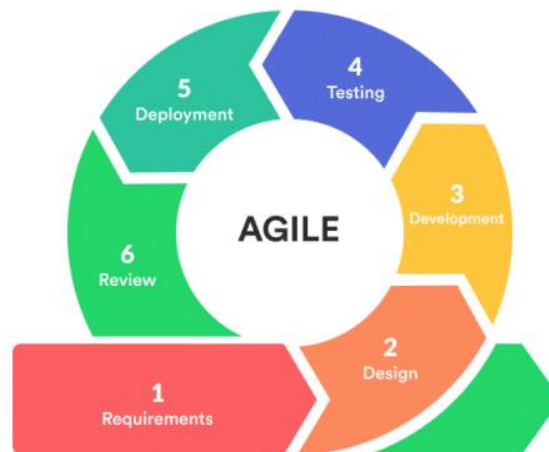 5
Deployment
4
Testing
3
Development
AGILE
6
Review
2
Design
1
Requirements